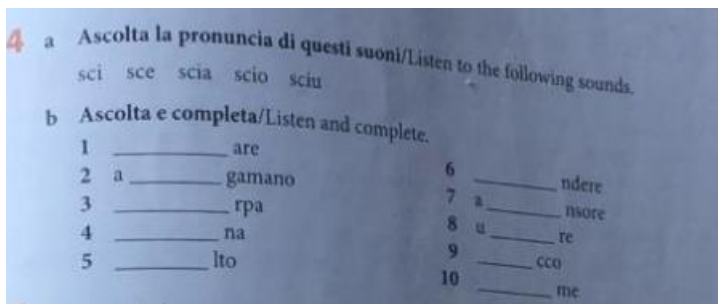 4 a Ascolta la pronuncia di questi suoni/Listen to the following sounds.
sci sce scia scio sciu
b Ascolta e completa/Listen and complete.
1 ________ are
2 a ________ gamano
3 ________ rpa
4 ________ na
5 ________ lto
6 ________ ndere
7 a ________ nsore
8 u ________ re
9 ________ cco
10 ________ me